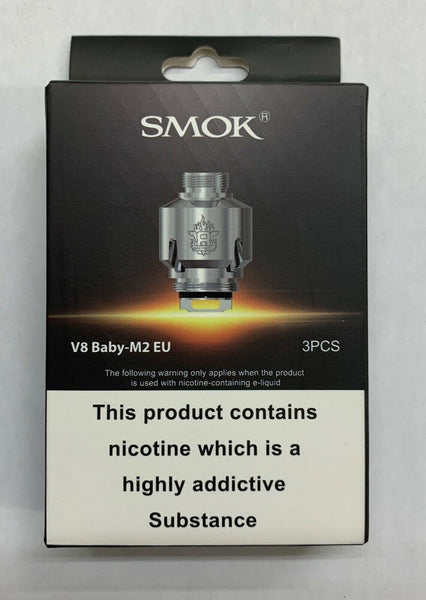 SMOK®
V8 Baby-M2 EU
3PCS
The following warning only applies when the product
is used with nicotine-containing e-liquid
This product contains
nicotine which is a
highly addictive
Substance